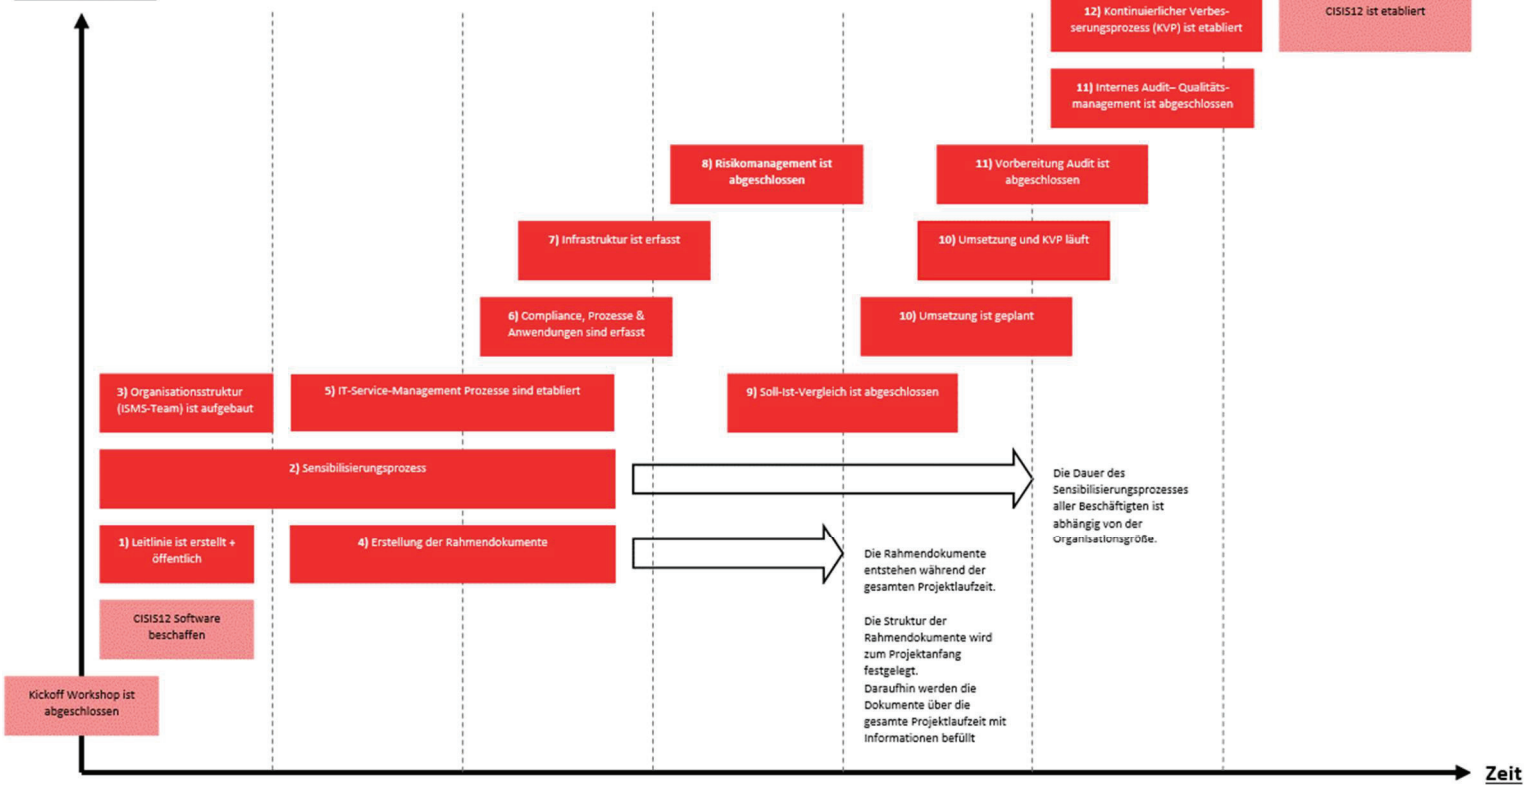 12) Kontinuierlicher Verbes-
serungsprozess (KVP) ist etabliert
CISIS12 ist etabliert
11) Internes Audit– Qualitäts-
management ist abgeschlossen
8) Risikomanagement ist
abgeschlossen
11) Vorbereitung Audit ist
abgeschlossen
7) Infrastruktur ist erfasst
10) Umsetzung und KVP läuft
6) Compliance, Prozesse &
Anwendungen sind erfasst
10) Umsetzung ist geplant
3) Organisationsstruktur
(ISMS-Team) ist aufgebaut
5) IT-Service-Management Prozesse sind etabliert
9) Soll-Ist-Vergleich ist abgeschlossen
2) Sensibilisierungsprozess
Die Dauer des
Sensibilisierungsprozesses
aller Beschäftigten ist
abhängig von der
Organisationsgröße.
1) Leitlinie ist erstellt +
öffentlich
4) Erstellung der Rahmendokumente
Die Rahmendokumente
entstehen während der
gesamten Projektlaufzeit.
Die Struktur der
Rahmendokumente wird
zum Projektanfang
festgelegt.
Daraufhin werden die
Dokumente über die
gesamte Projektlaufzeit mit
Informationen befüllt
CISIS12 Software
beschaffen
Kickoff Workshop ist
abgeschlossen
Zeit